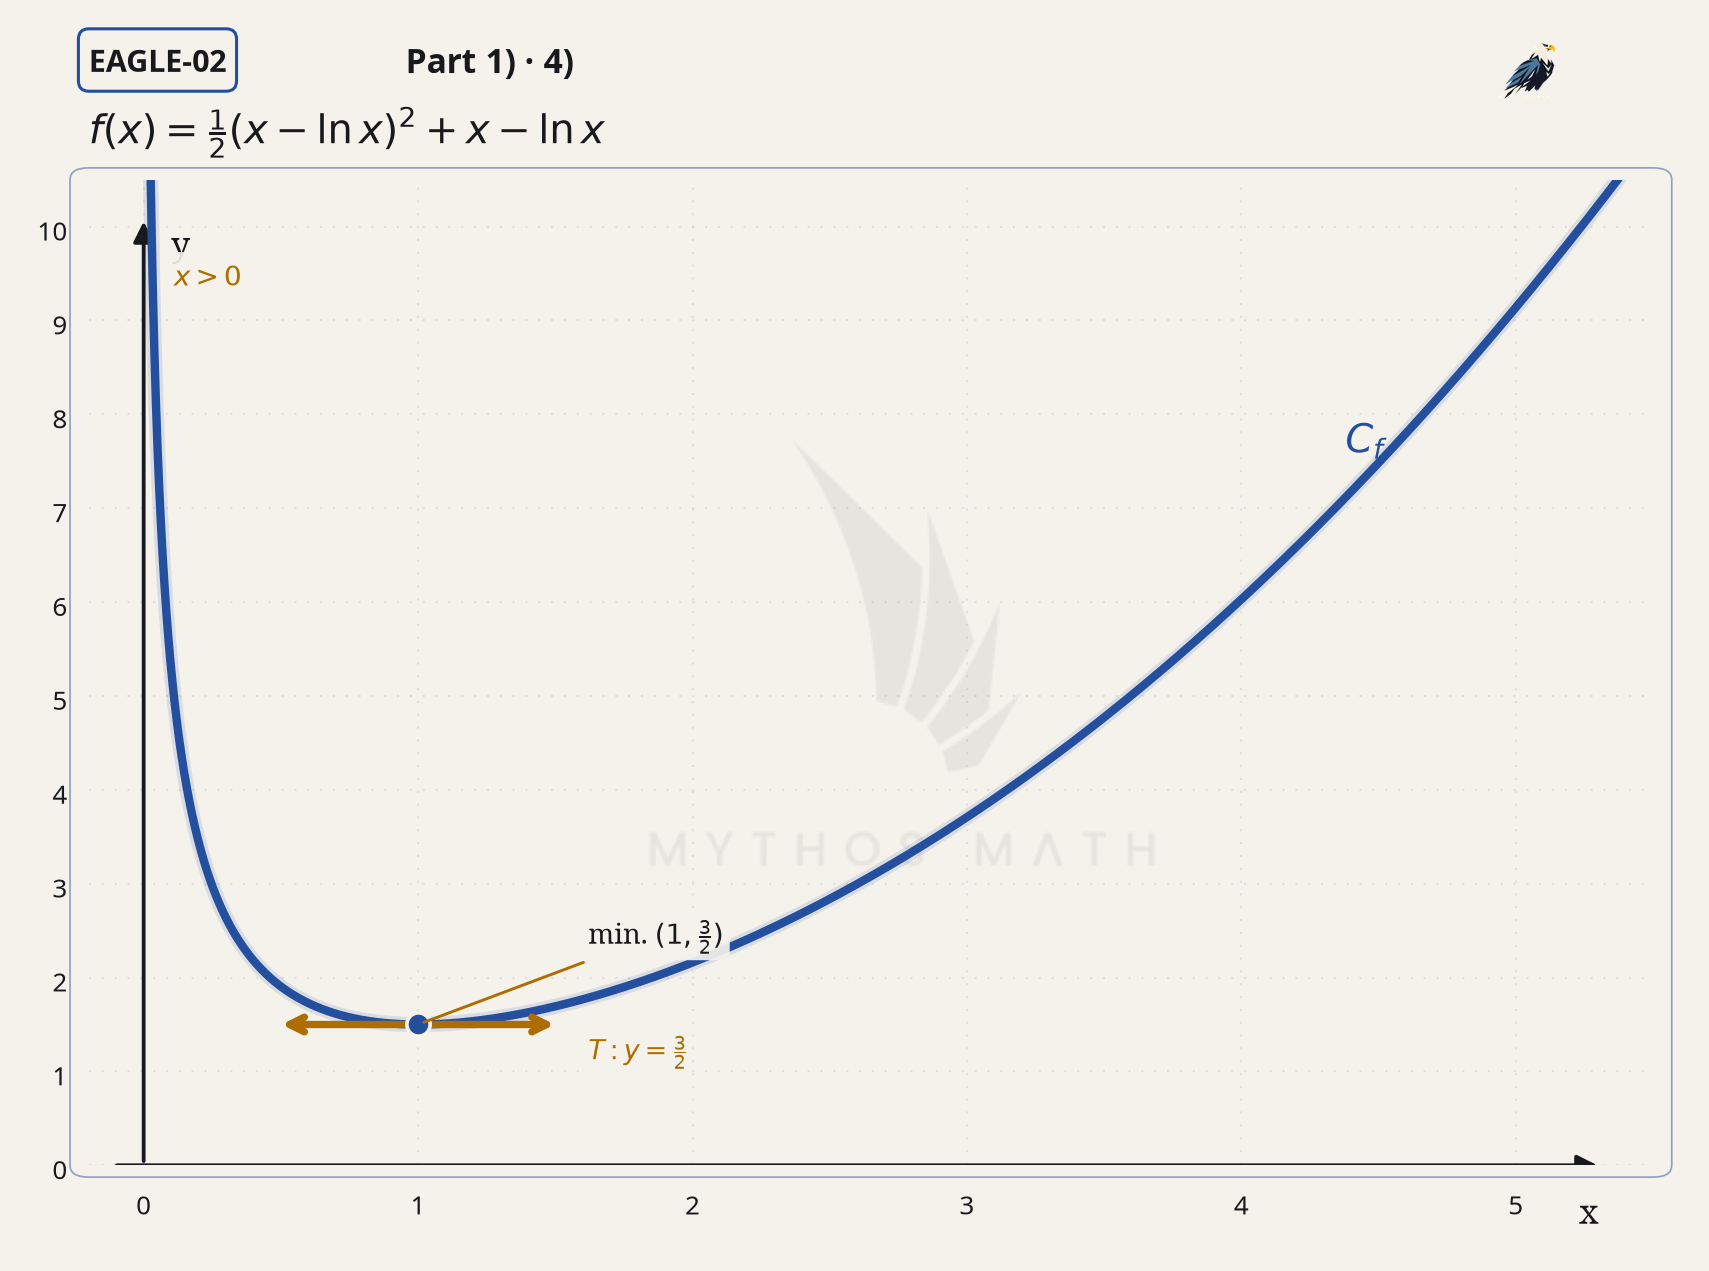 EAGLE-02
Part 1) · 4)
f(x) = 1/2(x − ln x)² + x − ln x
10
y
x > 0
9
8
C_f
7
6
5
4
MYTHOS MΛTH
3
min. (1, 3/2)
2
T : y = 3/2
1
0
0 1 2 3 4 5 x